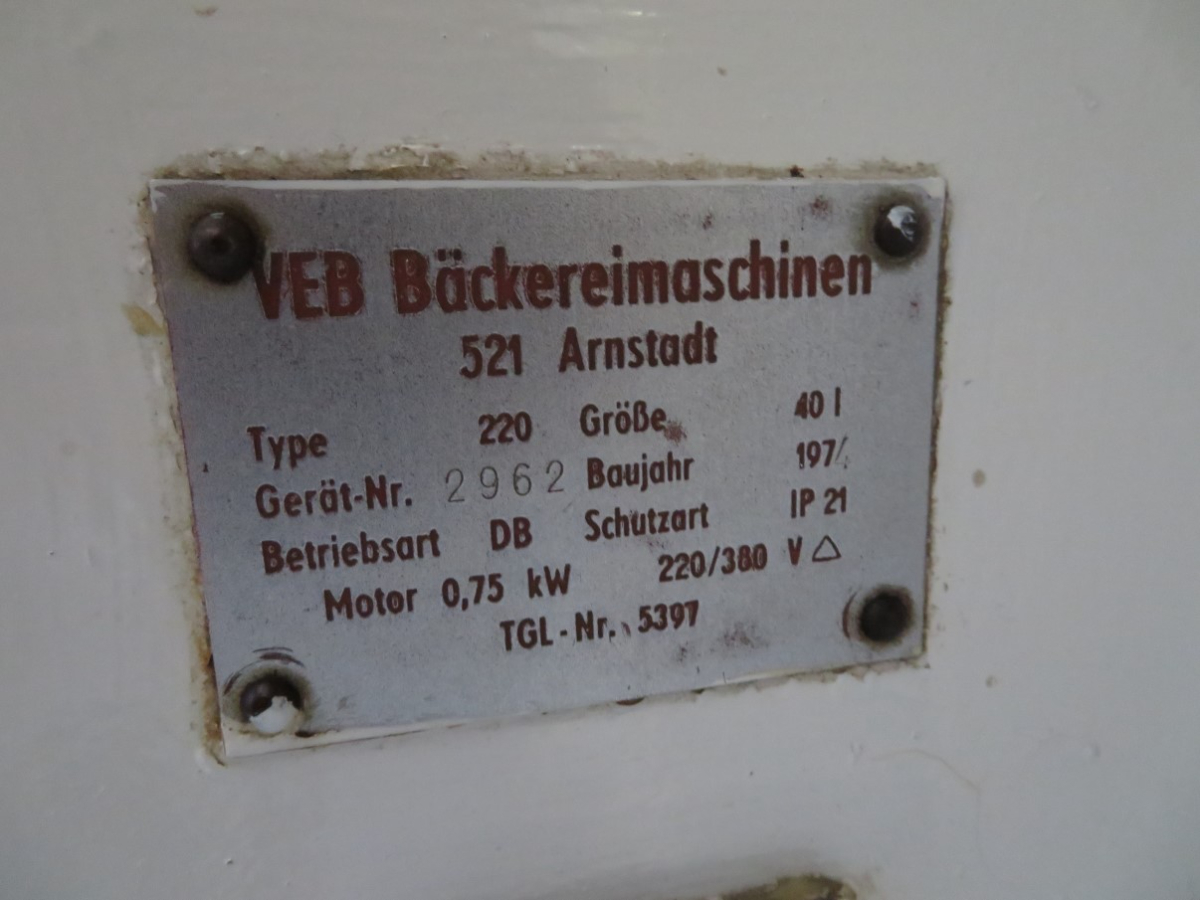 VEB Bäckereimaschinen
521 Arnstadt
Type 220 Größe 40 l
Gerät-Nr. 2962 Baujahr
Betriebsart DB Schutzart IP 21
Motor 0,75 kW 220/380 V △
TGL-Nr. 5397